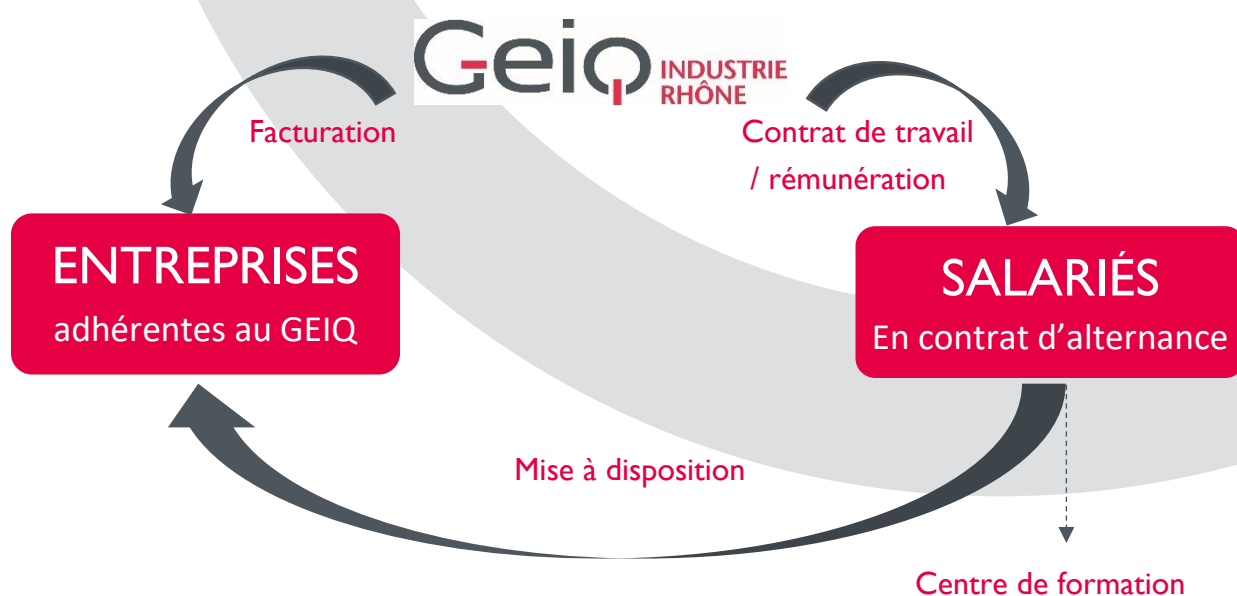 Geiq INDUSTRIE
RHÔNE
Facturation
Contrat de travail
/ rémunération
ENTREPRISES
adhérentes au GEIQ
SALARIÉS
En contrat d’alternance
Mise à disposition
Centre de formation